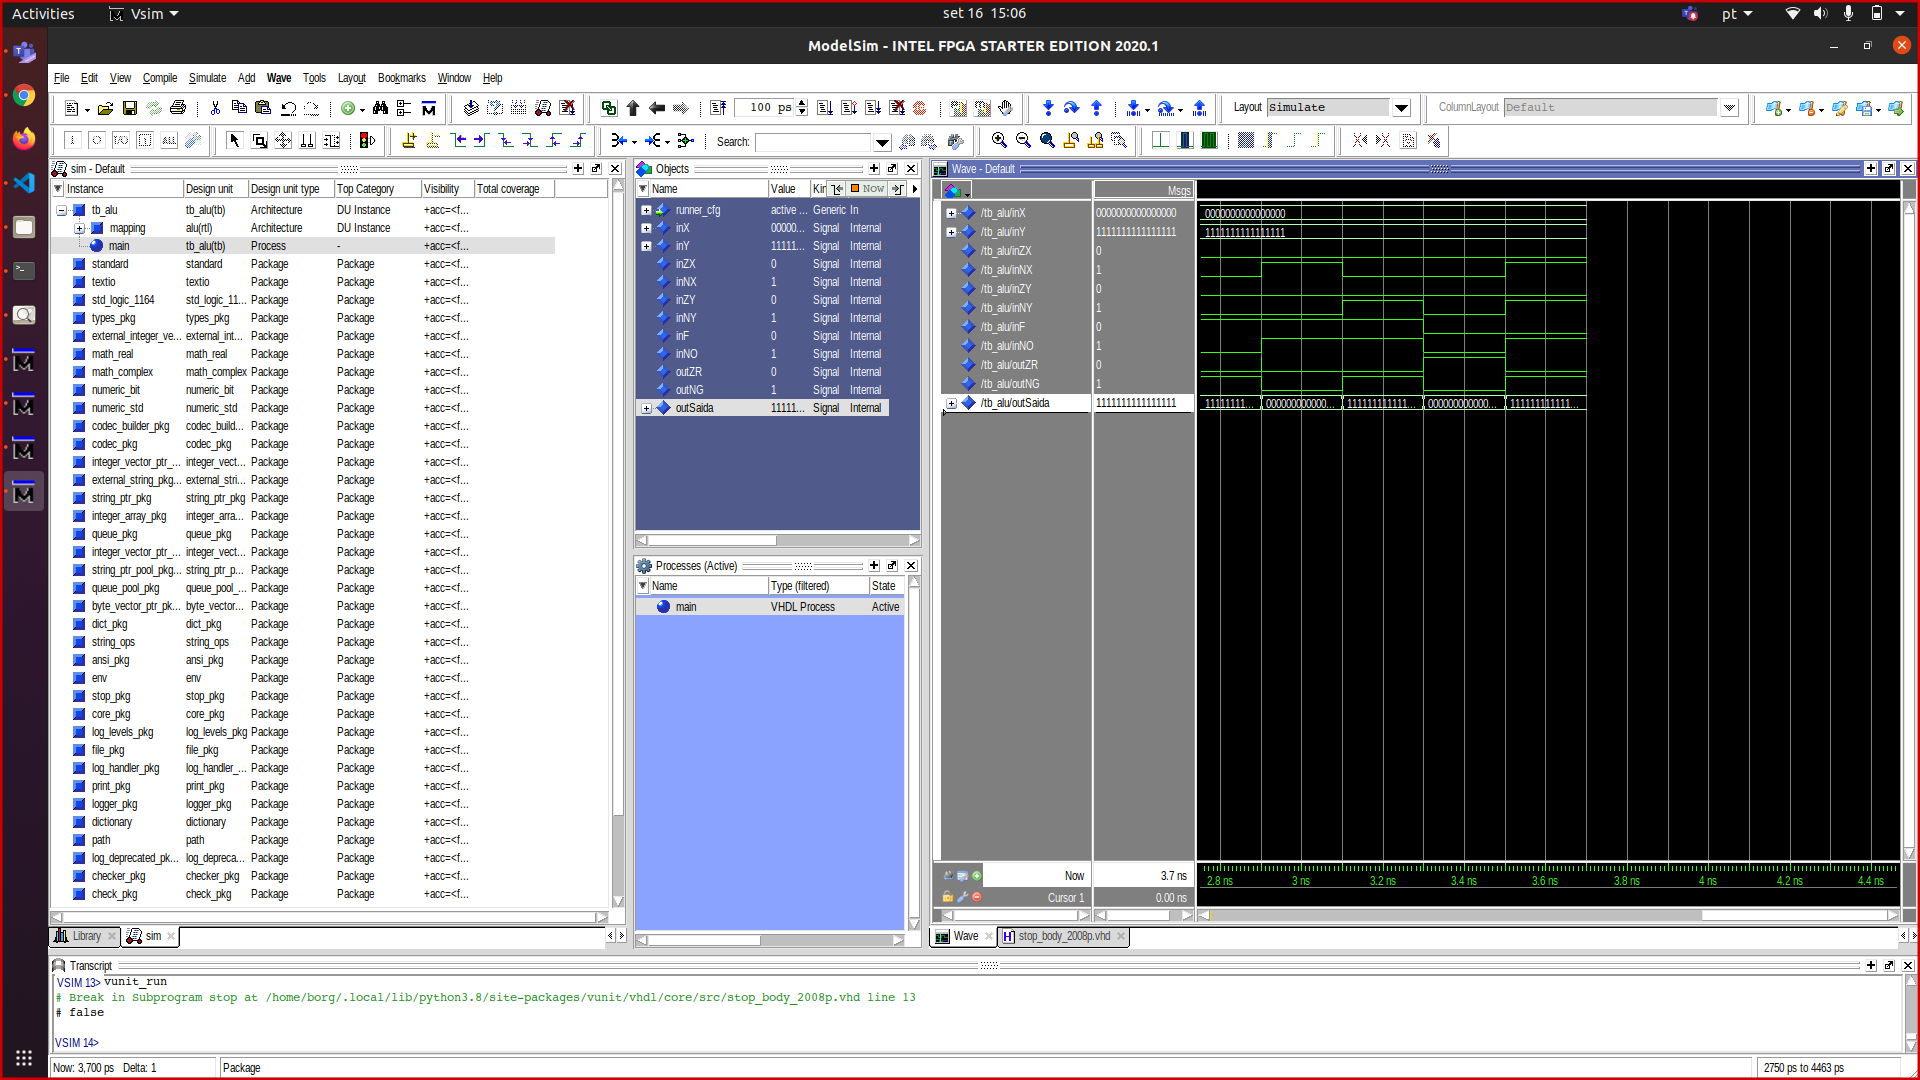 Activities
Vsim
set 16 15:06
pt
ModelSim - INTEL FPGA STARTER EDITION 2020.1
File Edit View Compile Simulate Add Wave Tools Layout Bookmarks Window Help
100 ps
Layout Simulate
ColumnLayout Default
Search:
sim - Default
Instance Design unit Design unit type Top Category Visibility Total coverage
tb_alu tb_alu(tb) Architecture DU Instance +acc=<f...
mapping alu(rtl) Architecture DU Instance +acc=<f...
main tb_alu(tb) Process - +acc=<f...
standard standard Package Package +acc=<f...
textio textio Package Package +acc=<f...
std_logic_1164 std_logic_11... Package Package +acc=<f...
types_pkg types_pkg Package Package +acc=<f...
external_integer_ve... external_int... Package Package +acc=<f...
math_real math_real Package Package +acc=<f...
math_complex math_complex Package Package +acc=<f...
numeric_bit numeric_bit Package Package +acc=<f...
numeric_std numeric_std Package Package +acc=<f...
codec_builder_pkg codec_build... Package Package +acc=<f...
codec_pkg codec_pkg Package Package +acc=<f...
integer_vector_ptr_... integer_vect... Package Package +acc=<f...
external_string_pkg... external_stri... Package Package +acc=<f...
string_ptr_pkg string_ptr_pkg Package Package +acc=<f...
integer_array_pkg integer_arra... Package Package +acc=<f...
queue_pkg queue_pkg Package Package +acc=<f...
integer_vector_ptr_... integer_vect... Package Package +acc=<f...
string_ptr_pool_pkg... string_ptr_p... Package Package +acc=<f...
queue_pool_pkg queue_pool_... Package Package +acc=<f...
byte_vector_ptr_pk... byte_vector... Package Package +acc=<f...
dict_pkg dict_pkg Package Package +acc=<f...
string_ops string_ops Package Package +acc=<f...
ansi_pkg ansi_pkg Package Package +acc=<f...
env env Package Package +acc=<f...
stop_pkg stop_pkg Package Package +acc=<f...
core_pkg core_pkg Package Package +acc=<f...
log_levels_pkg log_levels_pkg Package Package +acc=<f...
file_pkg file_pkg Package Package +acc=<f...
log_handler_pkg log_handler_... Package Package +acc=<f...
print_pkg print_pkg Package Package +acc=<f...
logger_pkg logger_pkg Package Package +acc=<f...
dictionary dictionary Package Package +acc=<f...
path path Package Package +acc=<f...
log_deprecated_pk... log_depreca... Package Package +acc=<f...
checker_pkg checker_pkg Package Package +acc=<f...
check_pkg check_pkg Package Package +acc=<f...
Library sim
Objects
Name Value Kin Now
runner_cfg active ... Generic In
inX 00000... Signal Internal
inY 11111... Signal Internal
inZX 0 Signal Internal
inNX 1 Signal Internal
inZY 0 Signal Internal
inNY 1 Signal Internal
inF 0 Signal Internal
inNO 1 Signal Internal
outZR 0 Signal Internal
outNG 1 Signal Internal
outSaida 11111... Signal Internal
Processes (Active)
Name Type (filtered) State
main VHDL Process Active
Wave - Default
Msgs
/tb_alu/inX 0000000000000000 0000000000000000
/tb_alu/inY 1111111111111111 1111111111111111
/tb_alu/inZX 0
/tb_alu/inNX 1
/tb_alu/inZY 0
/tb_alu/inNY 1
/tb_alu/inF 0
/tb_alu/inNO 1
/tb_alu/outZR 0
/tb_alu/outNG 1
/tb_alu/outSaida 1111111111111111 11111111... 000000000000... 111111111111... 000000000000... 111111111111...
Now 3.7 ns 2.8 ns 3 ns 3.2 ns 3.4 ns 3.6 ns 3.8 ns 4 ns 4.2 ns 4.4 ns
Cursor 1 0.00 ns
Wave stop_body_2008p.vhd
Transcript
VSIM 13> vunit_run
# Break in Subprogram stop at /home/borg/.local/lib/python3.8/site-packages/vunit/vhdl/core/src/stop_body_2008p.vhd line 13
# false
VSIM 14>
Now: 3,700 ps Delta: 1 Package 2750 ps to 4463 ps